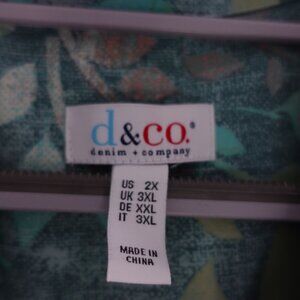 d&co.®
denim + company
US 2X
UK 3XL
DE XXL
IT 3XL
MADE IN
CHINA